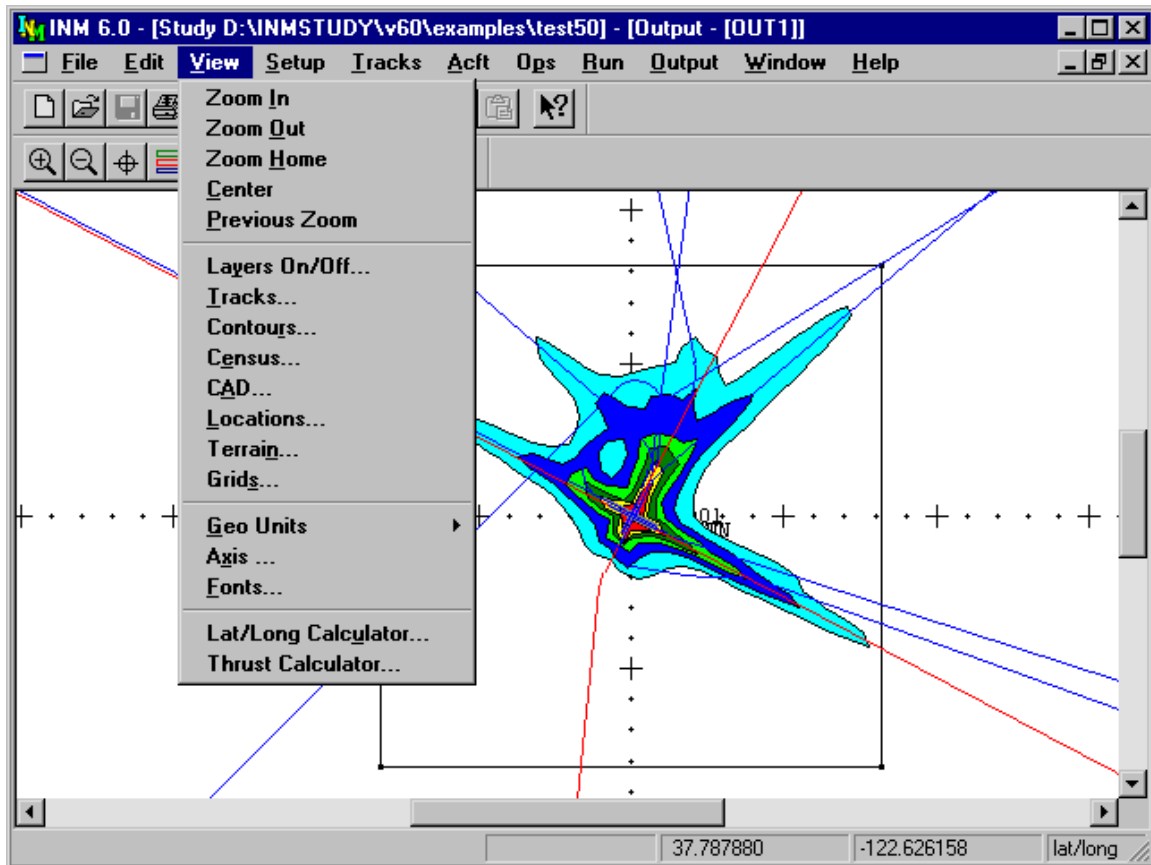 INM 6.0 - [Study D:\INMSTUDY\v60\examples\test50] - [Output - [OUT1]]
File Edit View Setup Tracks Acft Ops Run Output Window Help
Zoom In
Zoom Out
Zoom Home
Center
Previous Zoom
Layers On/Off...
Tracks...
Contours...
Census...
CAD...
Locations...
Terrain...
Grids...
Geo Units
Axis ...
Fonts...
Lat/Long Calculator...
Thrust Calculator...
37.787880 -122.626158 lat/long